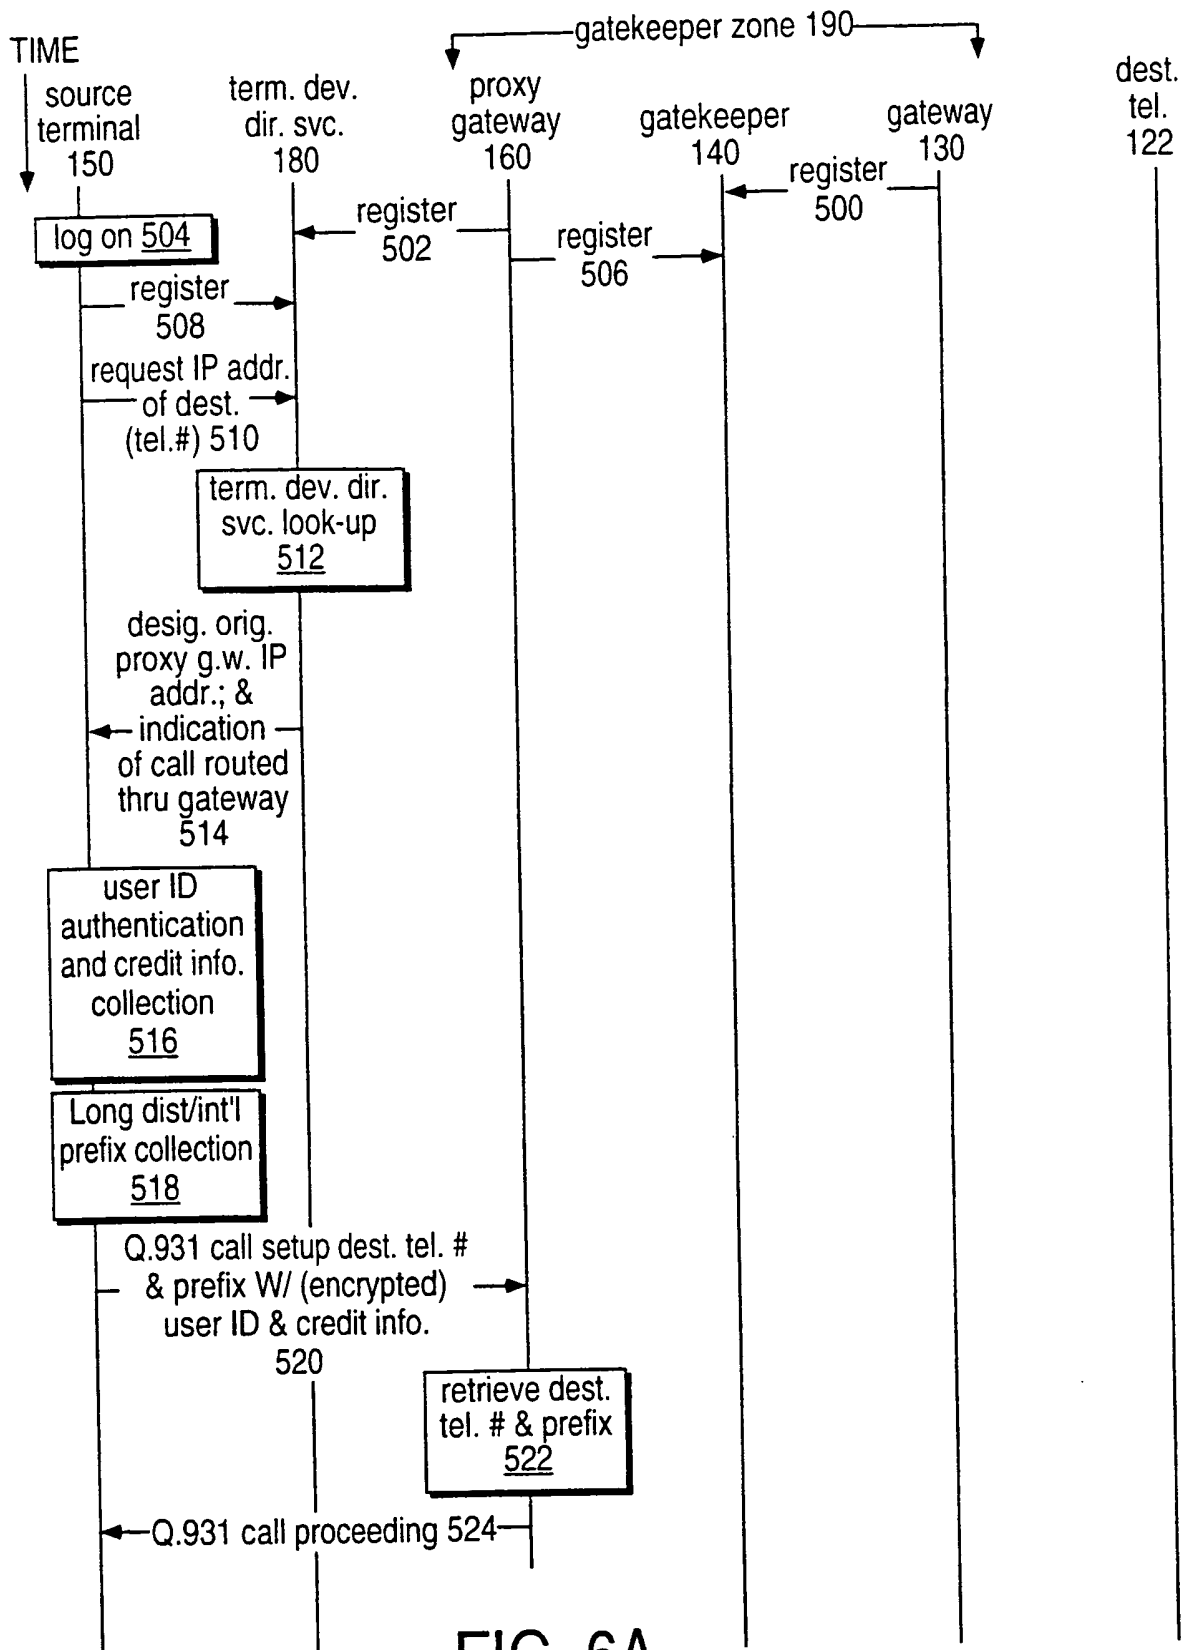 gatekeeper zone 190
TIME
source
terminal
150
term. dev.
dir. svc.
180
proxy
gateway
160
gatekeeper
140
gateway
130
dest.
tel.
122
register
500
register
502
register
506
log on 504
register
508
request IP addr.
of dest.
(tel.#) 510
term. dev. dir.
svc. look-up
512
desig. orig.
proxy g.w. IP
addr.; &
indication
of call routed
thru gateway
514
user ID
authentication
and credit info.
collection
516
Long dist/int'l
prefix collection
518
Q.931 call setup dest. tel. #
& prefix W/ (encrypted)
user ID & credit info.
520
retrieve dest.
tel. # & prefix
522
Q.931 call proceeding 524
FIG. 6A